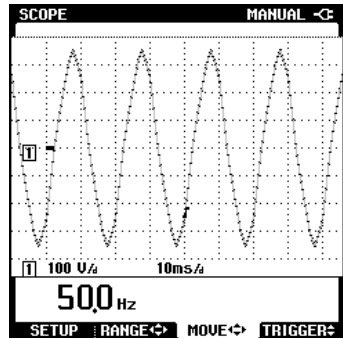 SCOPE MANUAL
1
1 100 V/d 10ms/d
50.0 Hz
SETUP RANGE MOVE TRIGGER